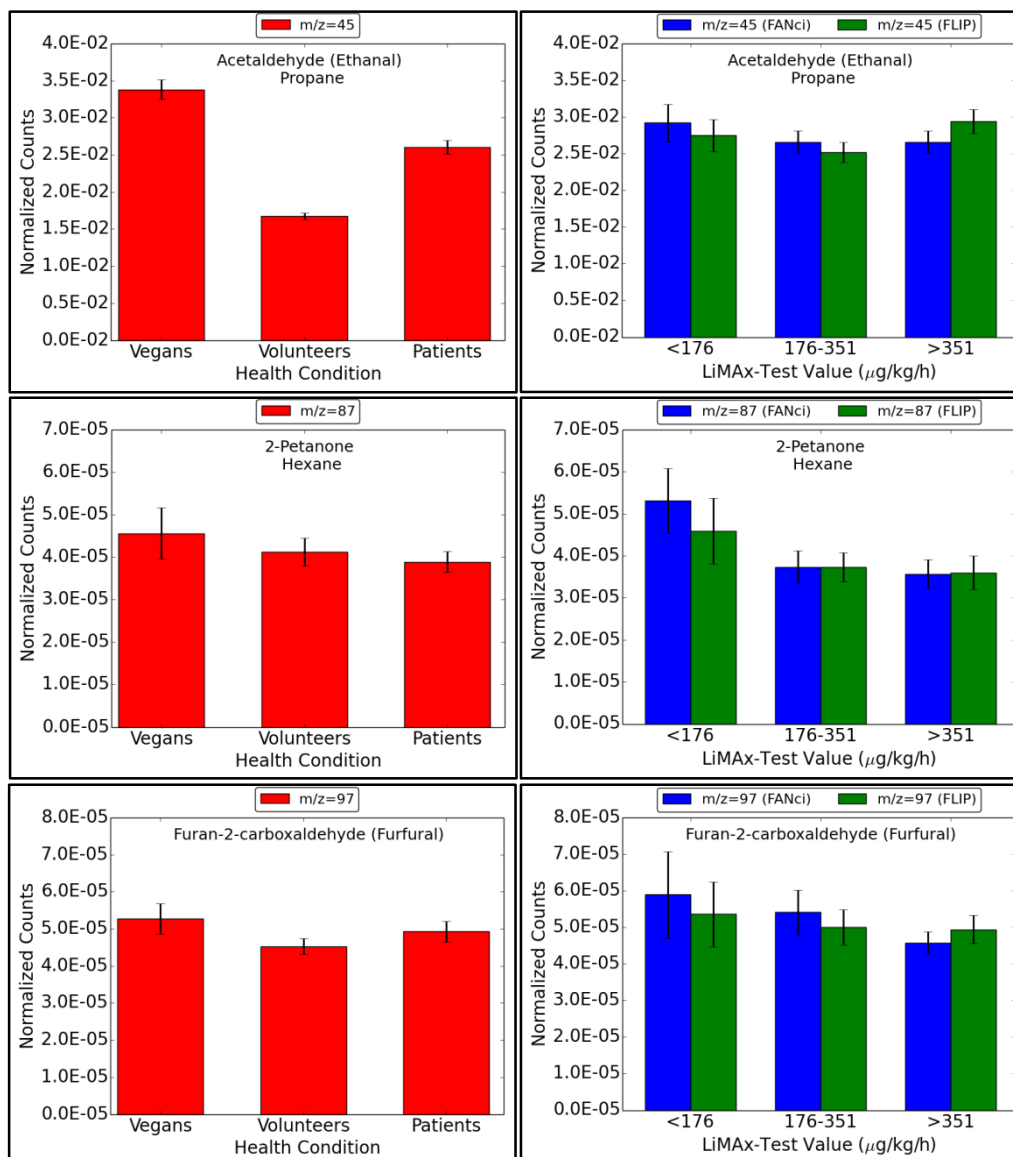 m/z=45
4.0E-02
3.5E-02
3.0E-02
2.5E-02
2.0E-02
1.5E-02
1.0E-02
0.5E-02
0.0E-02
Normalized Counts
Acetaldehyde (Ethanal)
Propane
Vegans Volunteers Patients
Health Condition
m/z=45 (FANci) m/z=45 (FLIP)
4.0E-02
3.5E-02
3.0E-02
2.5E-02
2.0E-02
1.5E-02
1.0E-02
0.5E-02
0.0E-02
Normalized Counts
Acetaldehyde (Ethanal)
Propane
<176 176-351 >351
LiMAx-Test Value (μg/kg/h)
m/z=87
7.0E-05
6.0E-05
5.0E-05
4.0E-05
3.0E-05
2.0E-05
1.0E-05
0.0E-05
Normalized Counts
2-Petanone
Hexane
Vegans Volunteers Patients
Health Condition
m/z=87 (FANci) m/z=87 (FLIP)
7.0E-05
6.0E-05
5.0E-05
4.0E-05
3.0E-05
2.0E-05
1.0E-05
0.0E-05
Normalized Counts
2-Petanone
Hexane
<176 176-351 >351
LiMAx-Test Value (μg/kg/h)
m/z=97
8.0E-05
7.0E-05
6.0E-05
5.0E-05
4.0E-05
3.0E-05
2.0E-05
1.0E-05
0.0E-05
Normalized Counts
Furan-2-carboxaldehyde (Furfural)
Vegans Volunteers Patients
Health Condition
m/z=97 (FANci) m/z=97 (FLIP)
8.0E-05
7.0E-05
6.0E-05
5.0E-05
4.0E-05
3.0E-05
2.0E-05
1.0E-05
0.0E-05
Normalized Counts
Furan-2-carboxaldehyde (Furfural)
<176 176-351 >351
LiMAx-Test Value (μg/kg/h)